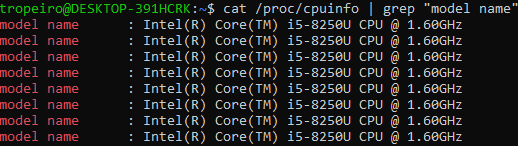 tropeiro@DESKTOP-391HCRK:~$ cat /proc/cpuinfo | grep "model name"
model name      : Intel(R) Core(TM) i5-8250U CPU @ 1.60GHz
model name      : Intel(R) Core(TM) i5-8250U CPU @ 1.60GHz
model name      : Intel(R) Core(TM) i5-8250U CPU @ 1.60GHz
model name      : Intel(R) Core(TM) i5-8250U CPU @ 1.60GHz
model name      : Intel(R) Core(TM) i5-8250U CPU @ 1.60GHz
model name      : Intel(R) Core(TM) i5-8250U CPU @ 1.60GHz
model name      : Intel(R) Core(TM) i5-8250U CPU @ 1.60GHz
model name      : Intel(R) Core(TM) i5-8250U CPU @ 1.60GHz